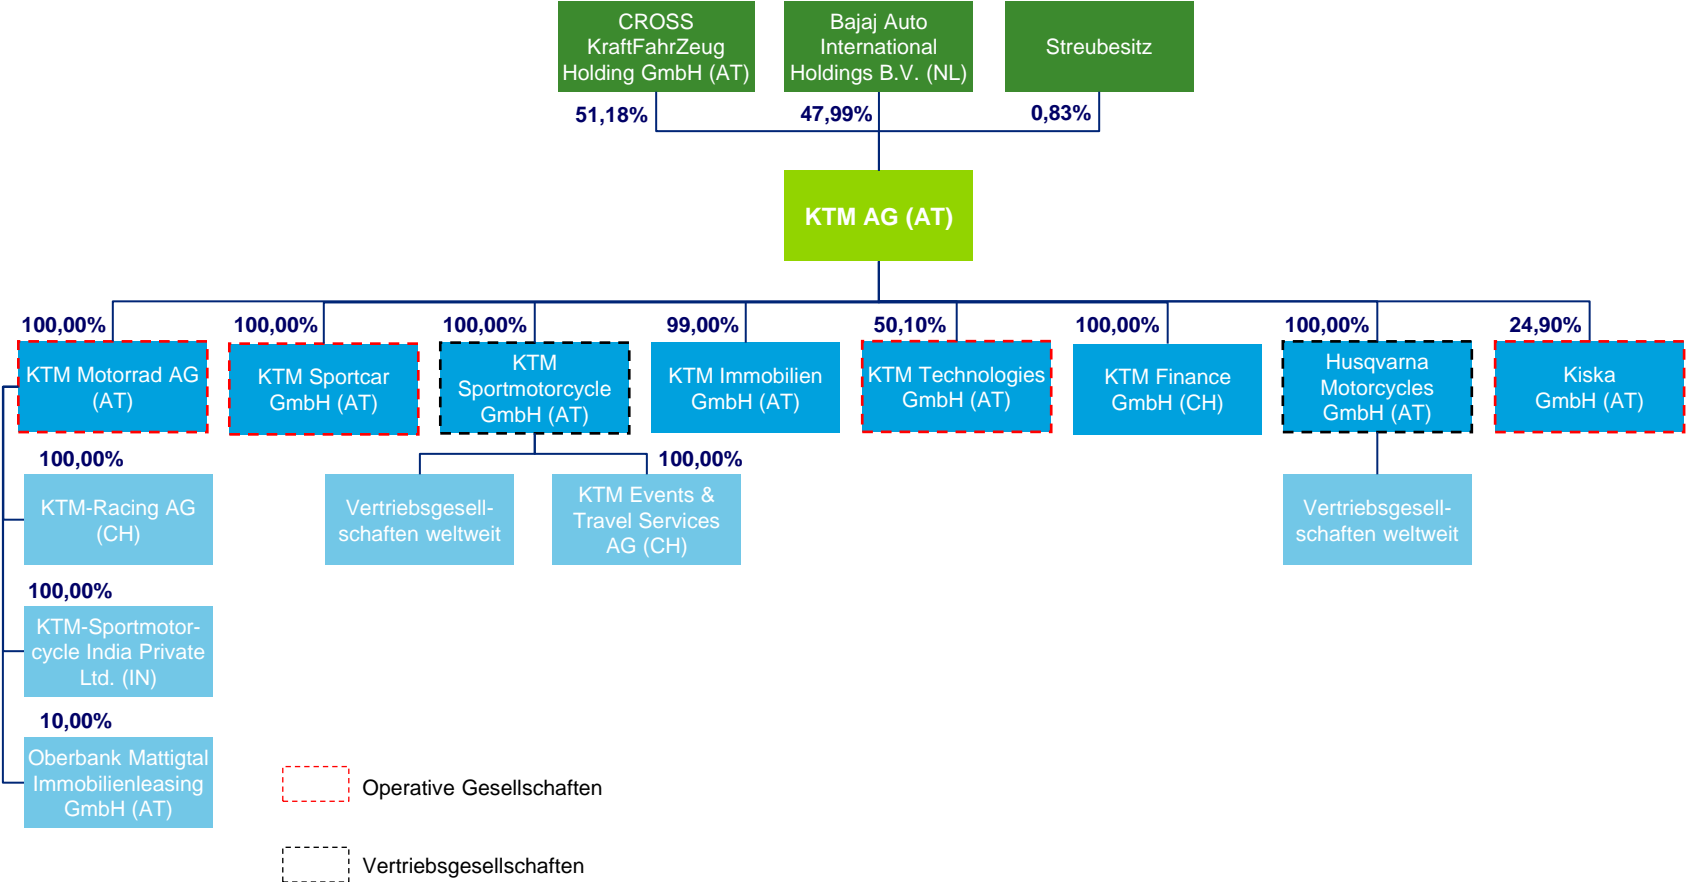 CROSS
KraftFahrZeug
Holding GmbH (AT)
Bajaj Auto
International
Holdings B.V. (NL)
Streubesitz
51,18%
47,99%
0,83%
KTM AG (AT)
100,00%
100,00%
100,00%
99,00%
50,10%
100,00%
100,00%
24,90%
KTM Motorrad AG
(AT)
KTM Sportcar
GmbH (AT)
KTM
Sportmotorcycle
GmbH (AT)
KTM Immobilien
GmbH (AT)
KTM Technologies
GmbH (AT)
KTM Finance
GmbH (CH)
Husqvarna
Motorcycles
GmbH (AT)
Kiska
GmbH (AT)
100,00%
KTM-Racing AG
(CH)
Vertriebsgesell-
schaften weltweit
100,00%
KTM Events &
Travel Services
AG (CH)
Vertriebsgesell-
schaften weltweit
100,00%
KTM-Sportmotor-
cycle India Private
Ltd. (IN)
10,00%
Oberbank Mattigtal
Immobilienleasing
GmbH (AT)
Operative Gesellschaften
Vertriebsgesellschaften